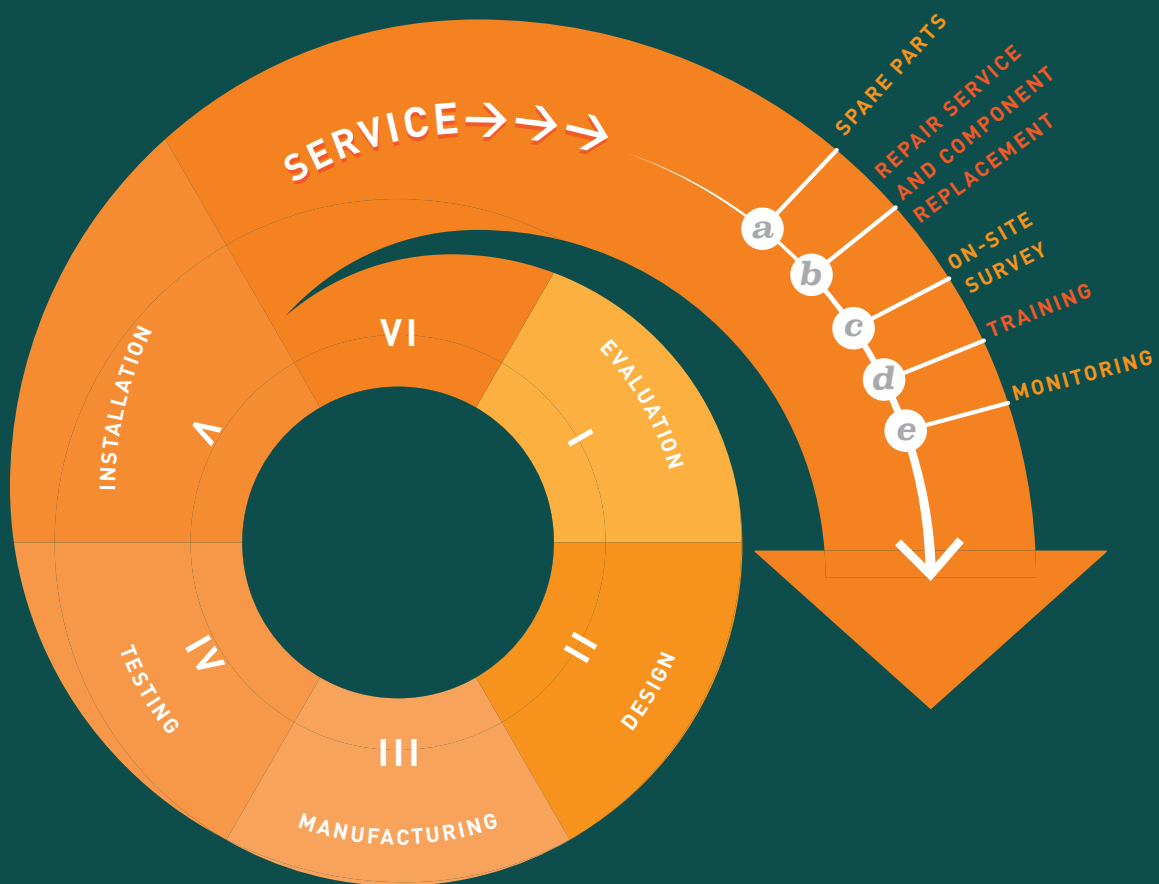 SERVICE→→→
a
SPARE PARTS
b
REPAIR SERVICE
AND COMPONENT
REPLACEMENT
c
ON-SITE
SURVEY
d
TRAINING
e
MONITORING
I
EVALUATION
II
DESIGN
III
MANUFACTURING
IV
TESTING
V
INSTALLATION
VI